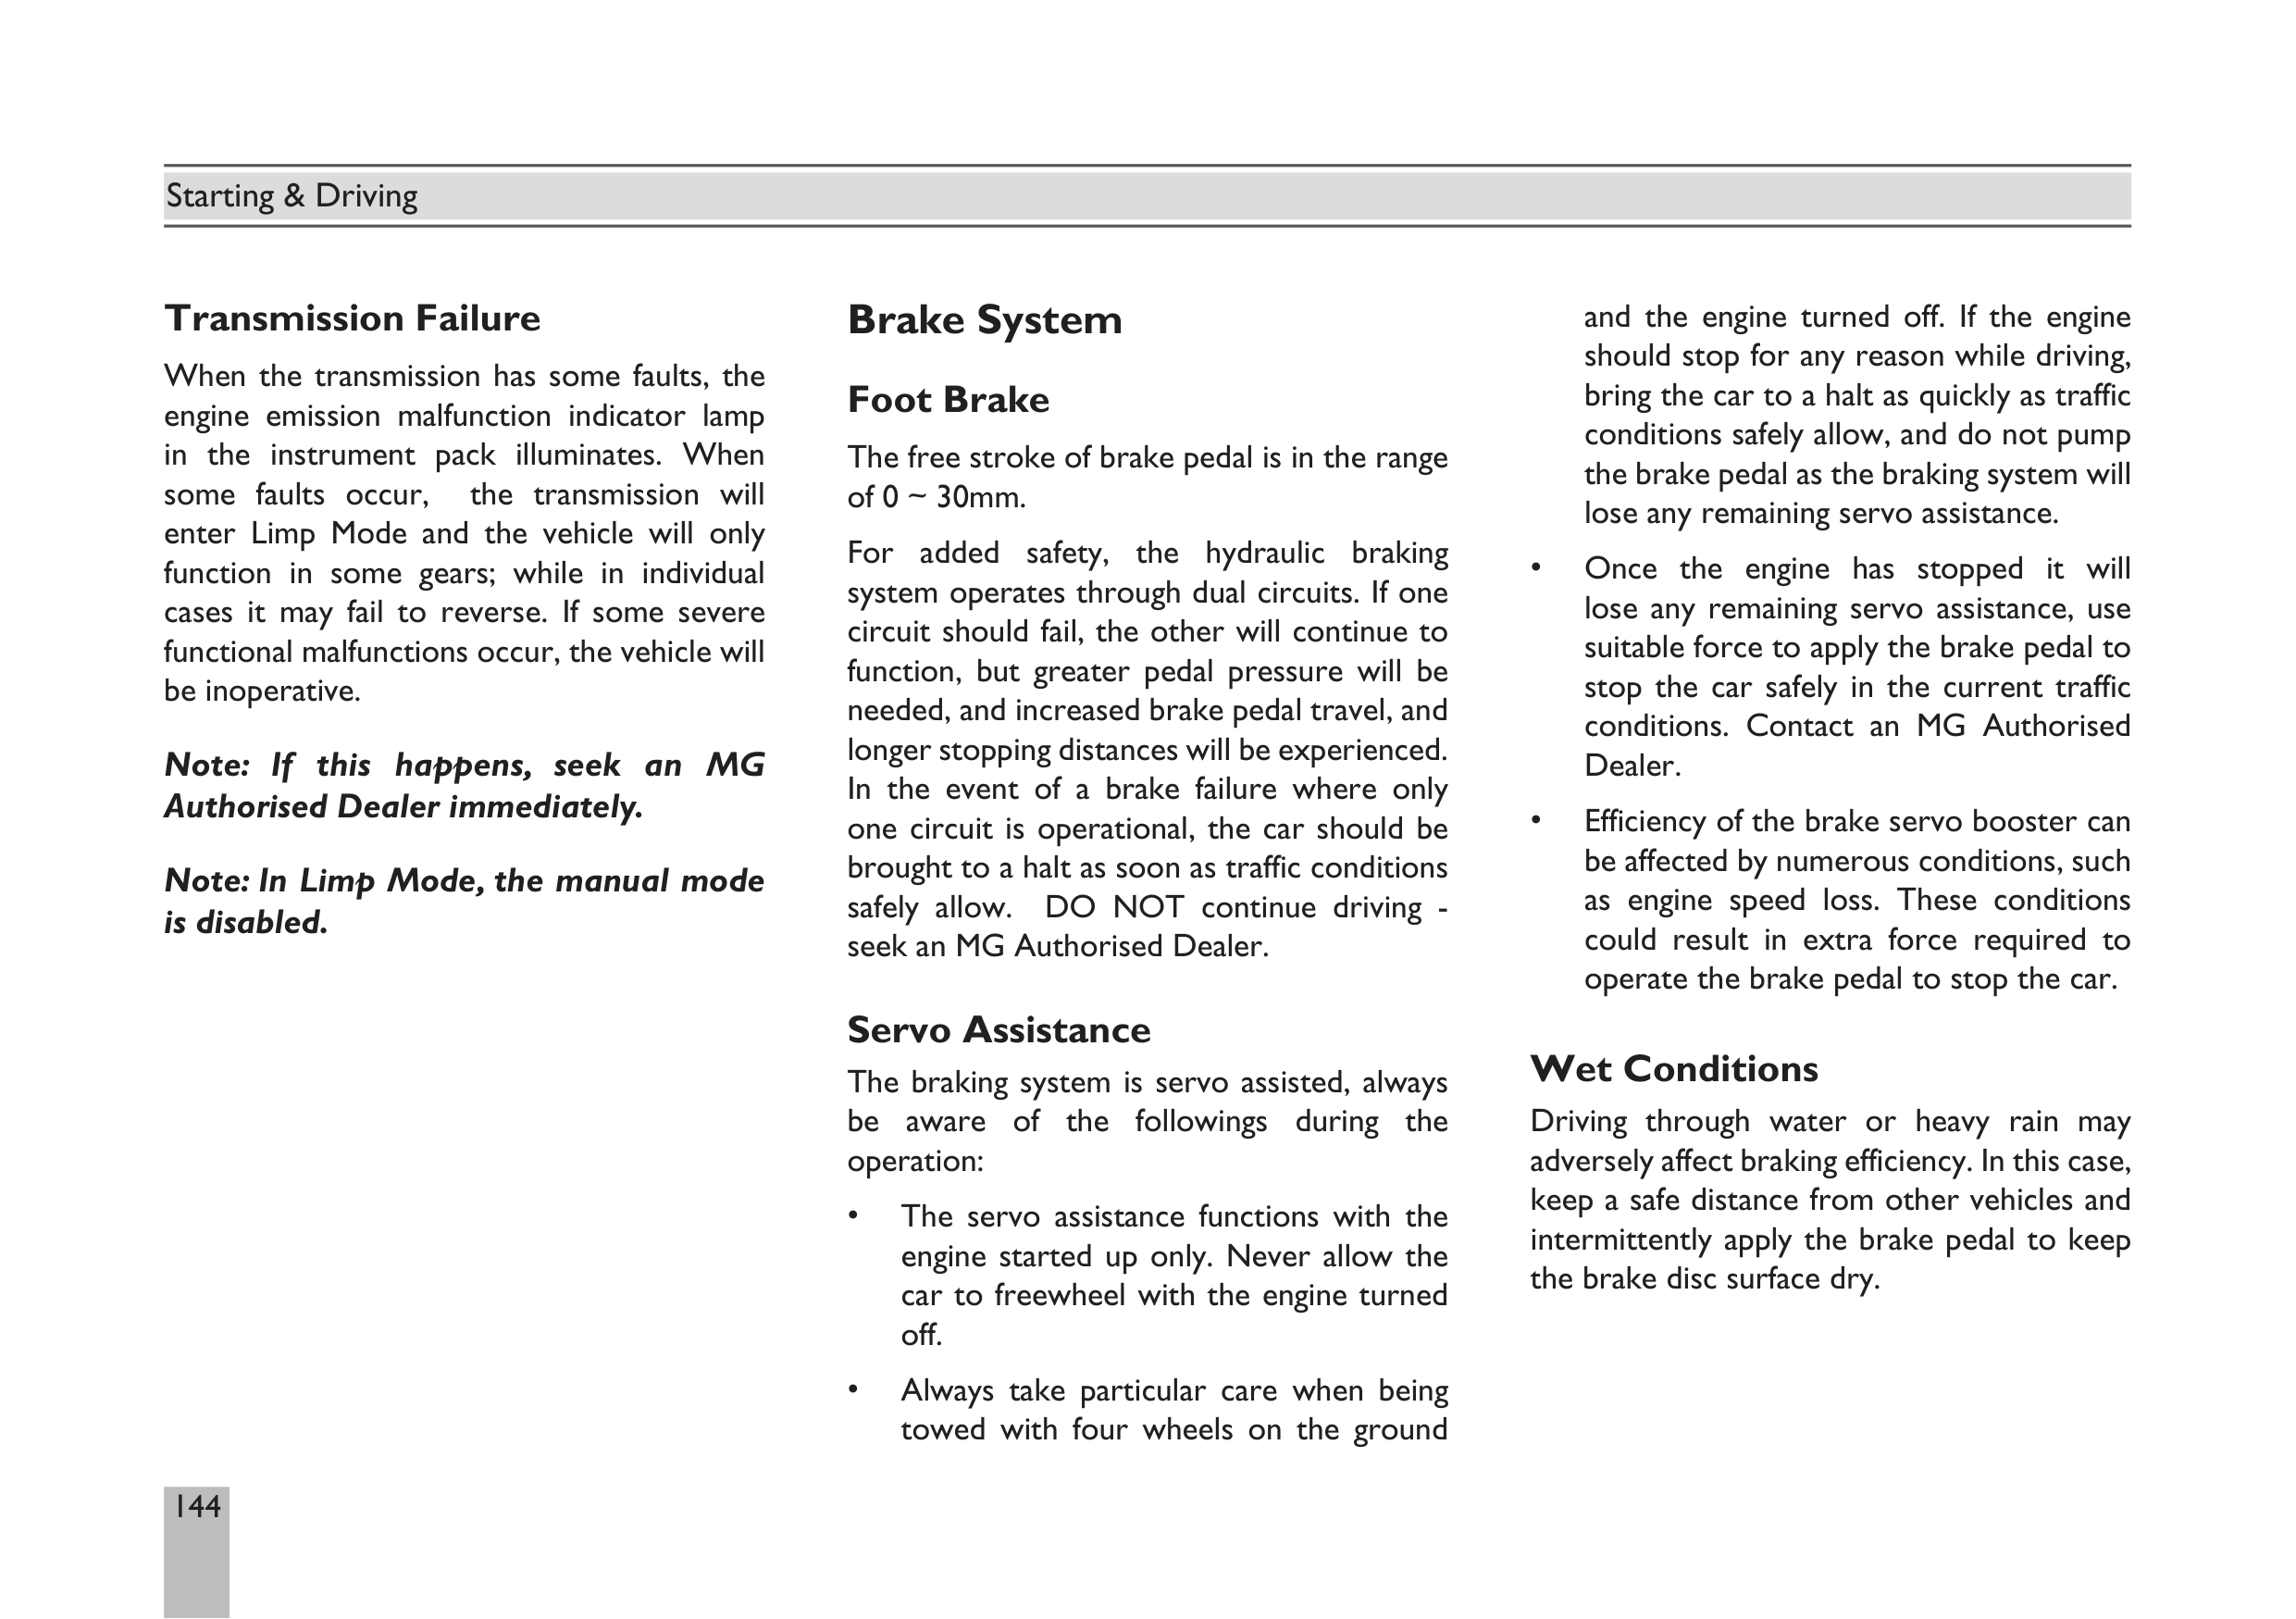 Starting & Driving
Transmission Failure
When the transmission has some faults, the
engine emission malfunction indicator lamp
in the instrument pack illuminates. When
some faults occur, the transmission will
enter Limp Mode and the vehicle will only
function in some gears; while in individual
cases it may fail to reverse. If some severe
functional malfunctions occur, the vehicle will
be inoperative.
Note: If this happens, seek an MG
Authorised Dealer immediately.
Note: In Limp Mode, the manual mode
is disabled.
Brake System
Foot Brake
The free stroke of brake pedal is in the range
of 0 ~ 30mm.
For added safety, the hydraulic braking
system operates through dual circuits. If one
circuit should fail, the other will continue to
function, but greater pedal pressure will be
needed, and increased brake pedal travel, and
longer stopping distances will be experienced.
In the event of a brake failure where only
one circuit is operational, the car should be
brought to a halt as soon as traffic conditions
safely allow. DO NOT continue driving -
seek an MG Authorised Dealer.
Servo Assistance
The braking system is servo assisted, always
be aware of the followings during the
operation:
• The servo assistance functions with the
engine started up only. Never allow the
car to freewheel with the engine turned
off.
• Always take particular care when being
towed with four wheels on the ground
and the engine turned off. If the engine
should stop for any reason while driving,
bring the car to a halt as quickly as traffic
conditions safely allow, and do not pump
the brake pedal as the braking system will
lose any remaining servo assistance.
• Once the engine has stopped it will
lose any remaining servo assistance, use
suitable force to apply the brake pedal to
stop the car safely in the current traffic
conditions. Contact an MG Authorised
Dealer.
• Efficiency of the brake servo booster can
be affected by numerous conditions, such
as engine speed loss. These conditions
could result in extra force required to
operate the brake pedal to stop the car.
Wet Conditions
Driving through water or heavy rain may
adversely affect braking efficiency. In this case,
keep a safe distance from other vehicles and
intermittently apply the brake pedal to keep
the brake disc surface dry.
144